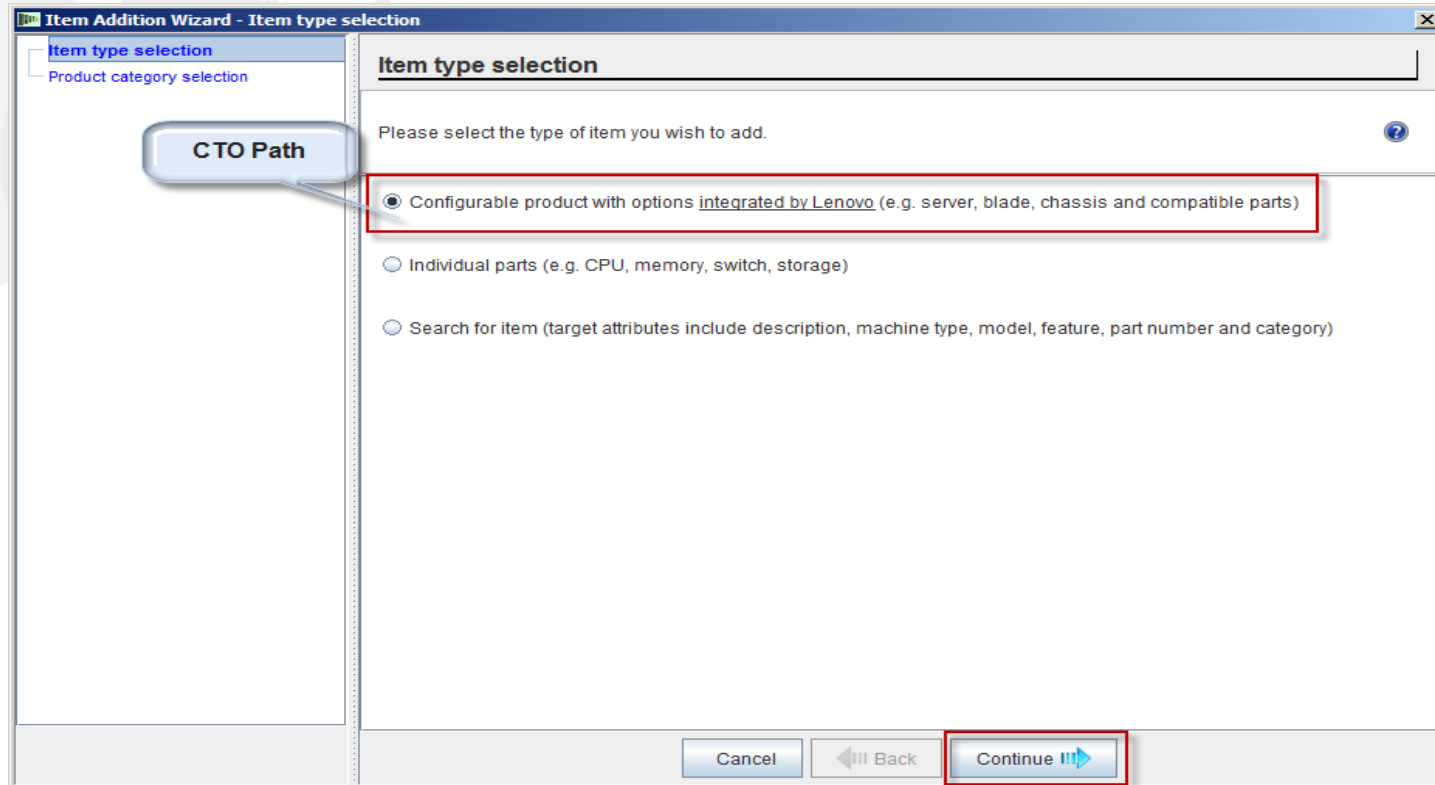 Item Addition Wizard - Item type selection
Item type selection
Product category selection
CTO Path
Item type selection
Please select the type of item you wish to add.
?
Configurable product with options integrated by Lenovo (e.g. server, blade, chassis and compatible parts)
Individual parts (e.g. CPU, memory, switch, storage)
Search for item (target attributes include description, machine type, model, feature, part number and category)
Cancel
Back
Continue